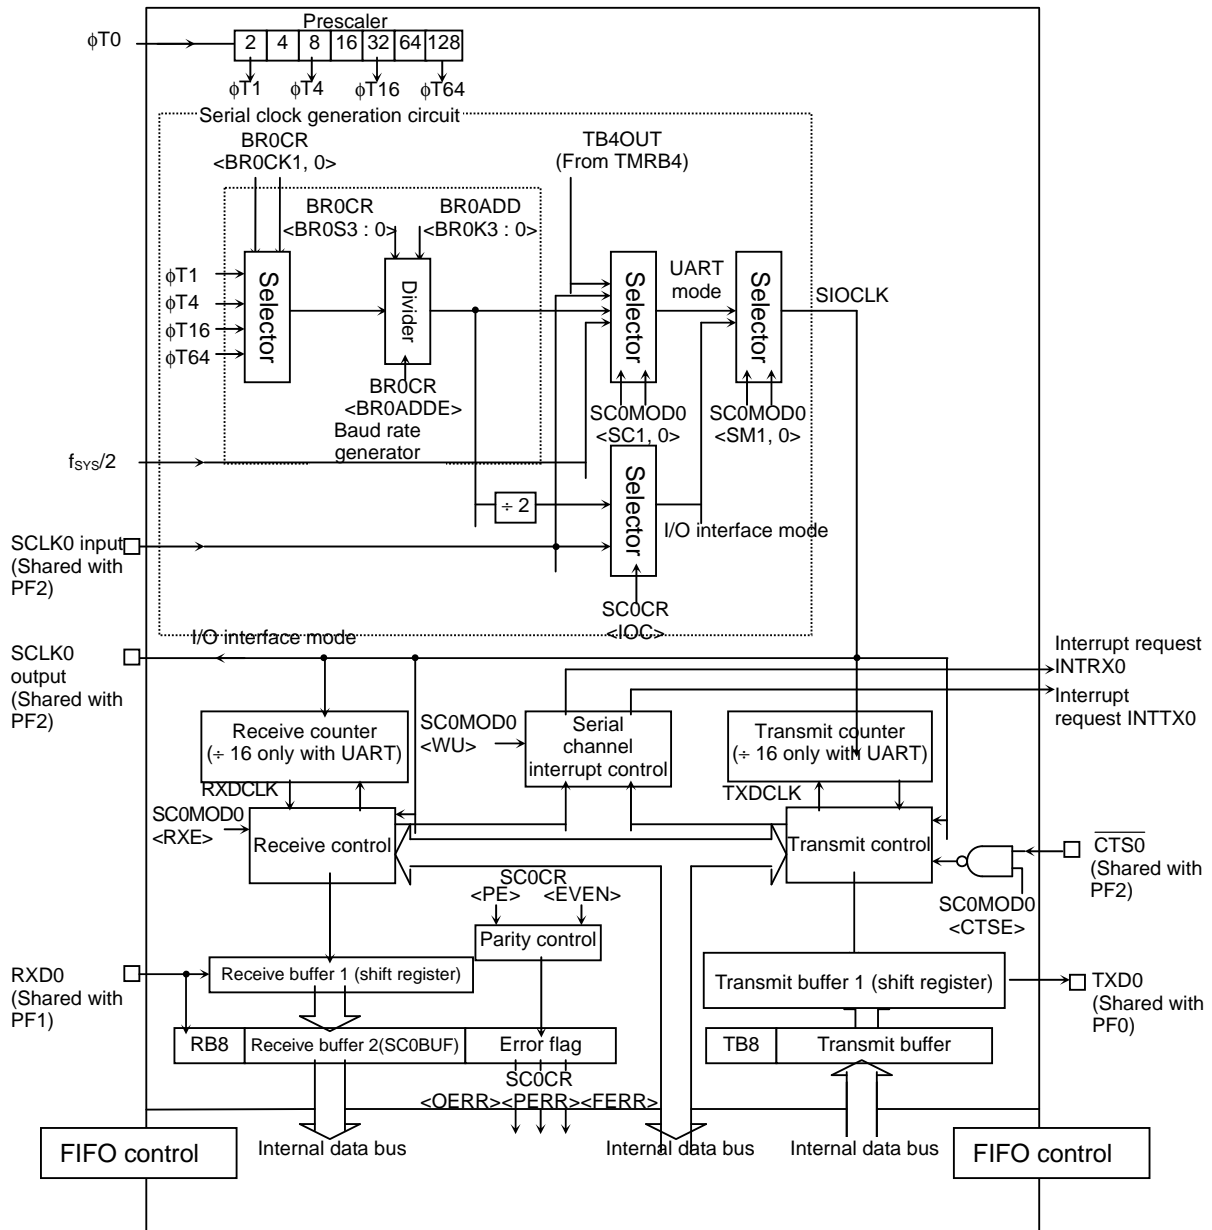 Prescaler
ϕT0
2 4 8 16 32 64 128
ϕT1 ϕT4 ϕT16 ϕT64
Serial clock generation circuit
BR0CR
<BR0CK1, 0>
TB4OUT
(From TMRB4)
BR0CR
<BR0S3 : 0>
BR0ADD
<BR0K3 : 0>
ϕT1
ϕT4
ϕT16
ϕT64
Selector
Divider
Selector
UART
mode
Selector
SIOCLK
BR0CR
<BR0ADDE>
Baud rate
generator
SC0MOD0
<SC1, 0>
SC0MOD0
<SM1, 0>
fSYS/2
÷ 2
Selector
I/O interface mode
SCLK0 input
(Shared with
PF2)
SC0CR
<IOC>
I/O interface mode
SCLK0
output
(Shared with
PF2)
Interrupt request
INTRX0
Interrupt
request INTTX0
Receive counter
(÷ 16 only with UART)
SC0MOD0
<WU>
Serial
channel
interrupt control
Transmit counter
(÷ 16 only with UART)
RXDCLK
TXDCLK
SC0MOD0
<RXE>
Receive control
Transmit control
CTS0
(Shared with
PF2)
SC0MOD0
<CTSE>
SC0CR
<PE> <EVEN>
Parity control
RXD0
(Shared with
PF1)
Receive buffer 1 (shift register)
Transmit buffer 1 (shift register)
TXD0
(Shared with
PF0)
RB8 Receive buffer 2(SC0BUF) Error flag
TB8 Transmit buffer
SC0CR
<OERR><PERR><FERR>
Internal data bus
Internal data bus
Internal data bus
FIFO control
FIFO control